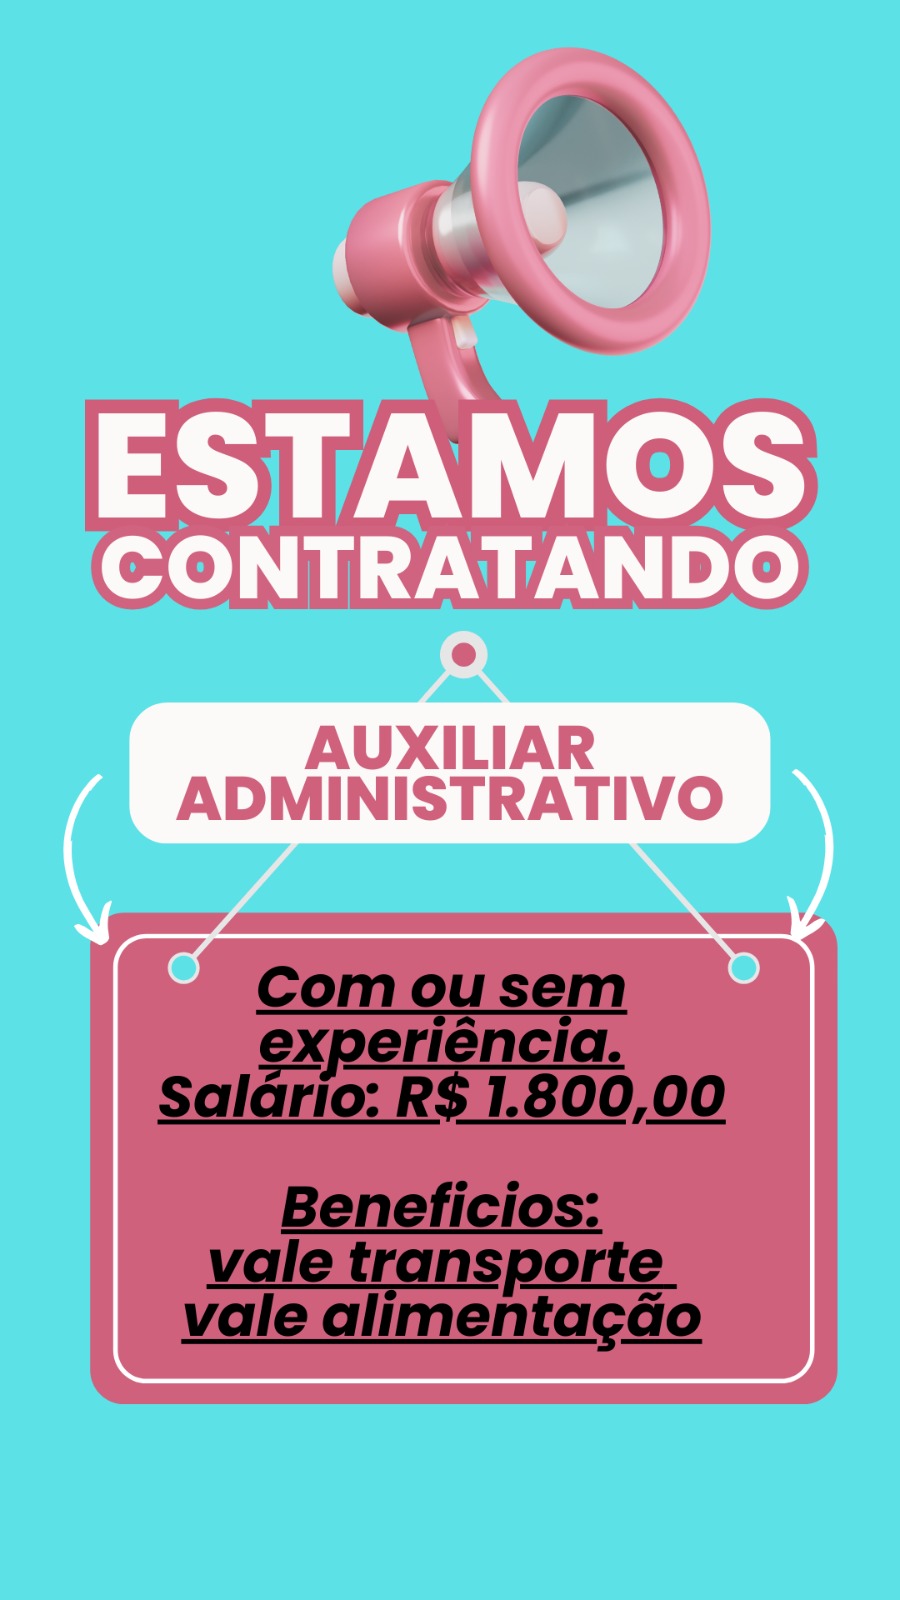 ESTAMOS
CONTRATANDO
AUXILIAR
ADMINISTRATIVO
Com ou sem
experiência.
Salário: R$ 1.800,00
Beneficios:
vale transporte
vale alimentação